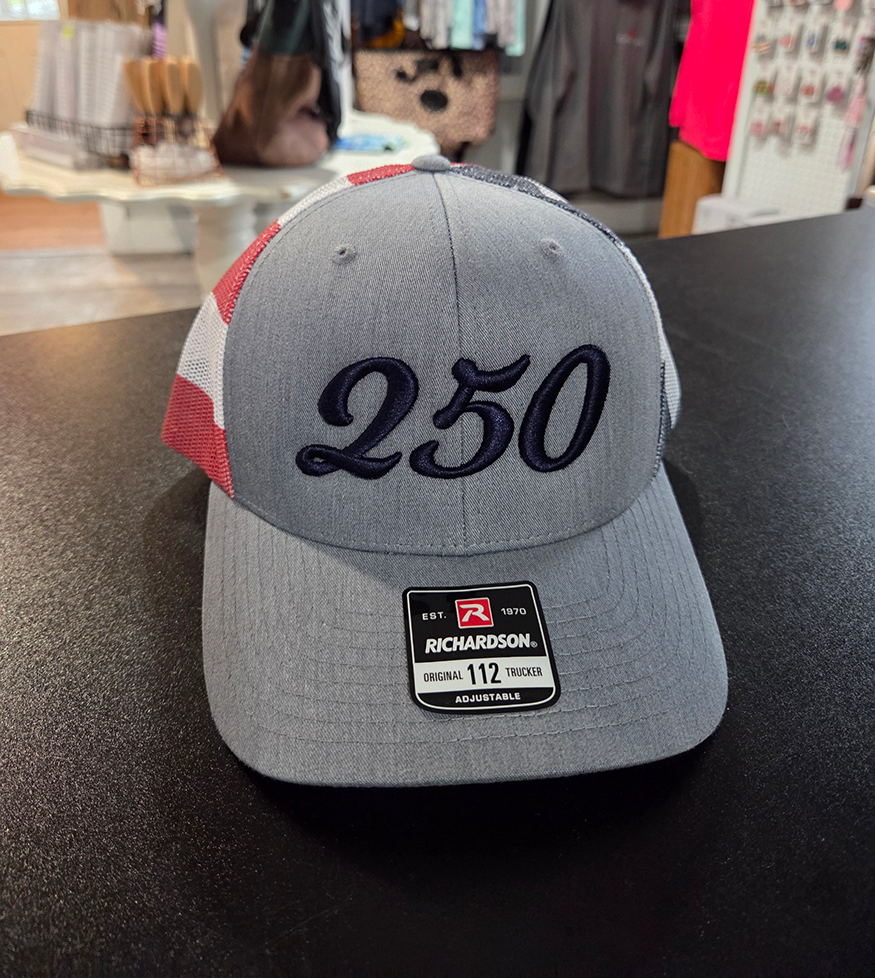 250
EST. R 1970
RICHARDSON®
ORIGINAL 112 TRUCKER
ADJUSTABLE